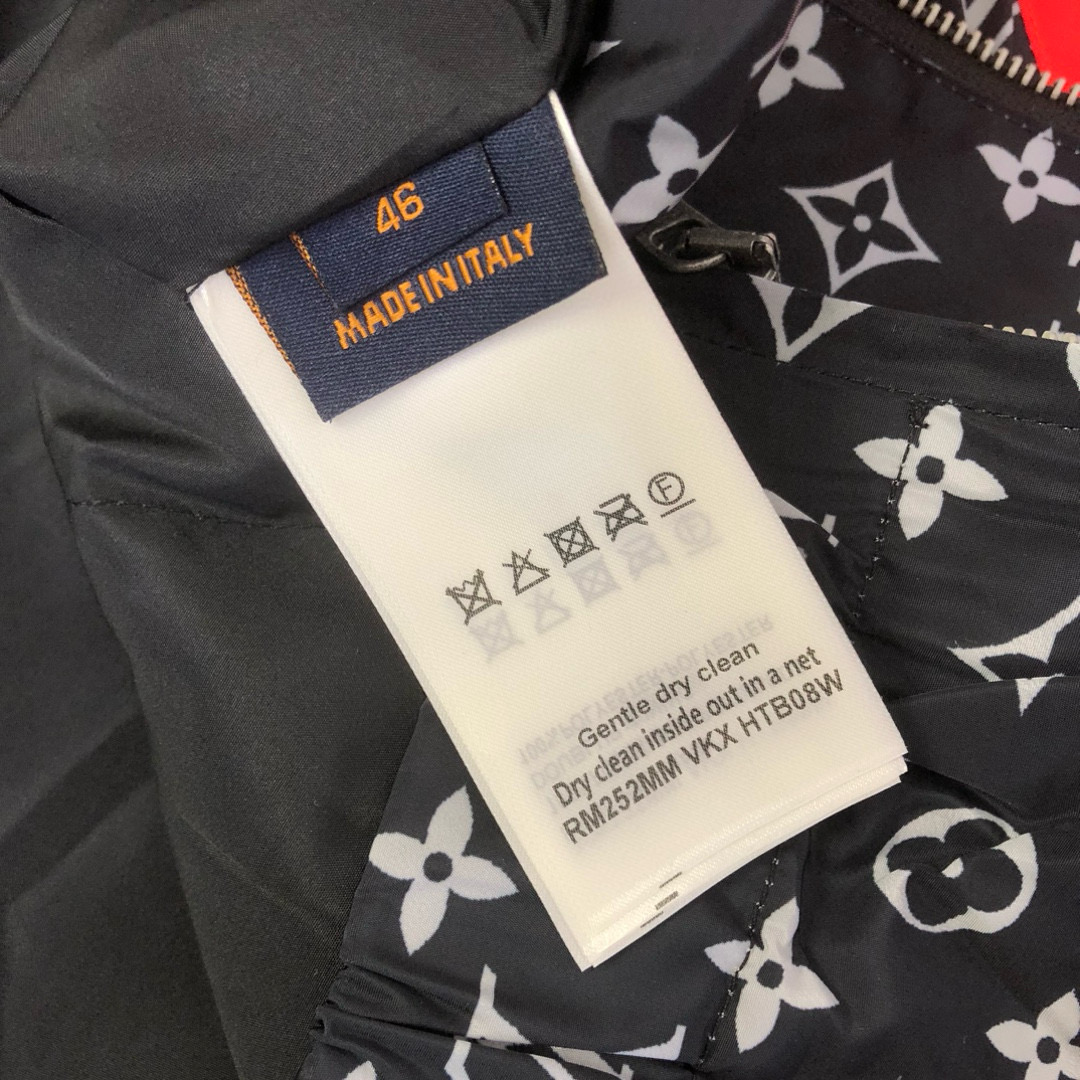 46
MADE IN ITALY
F
Gentle dry clean
Dry clean inside out in a net
RM252MM VKX HTB08W